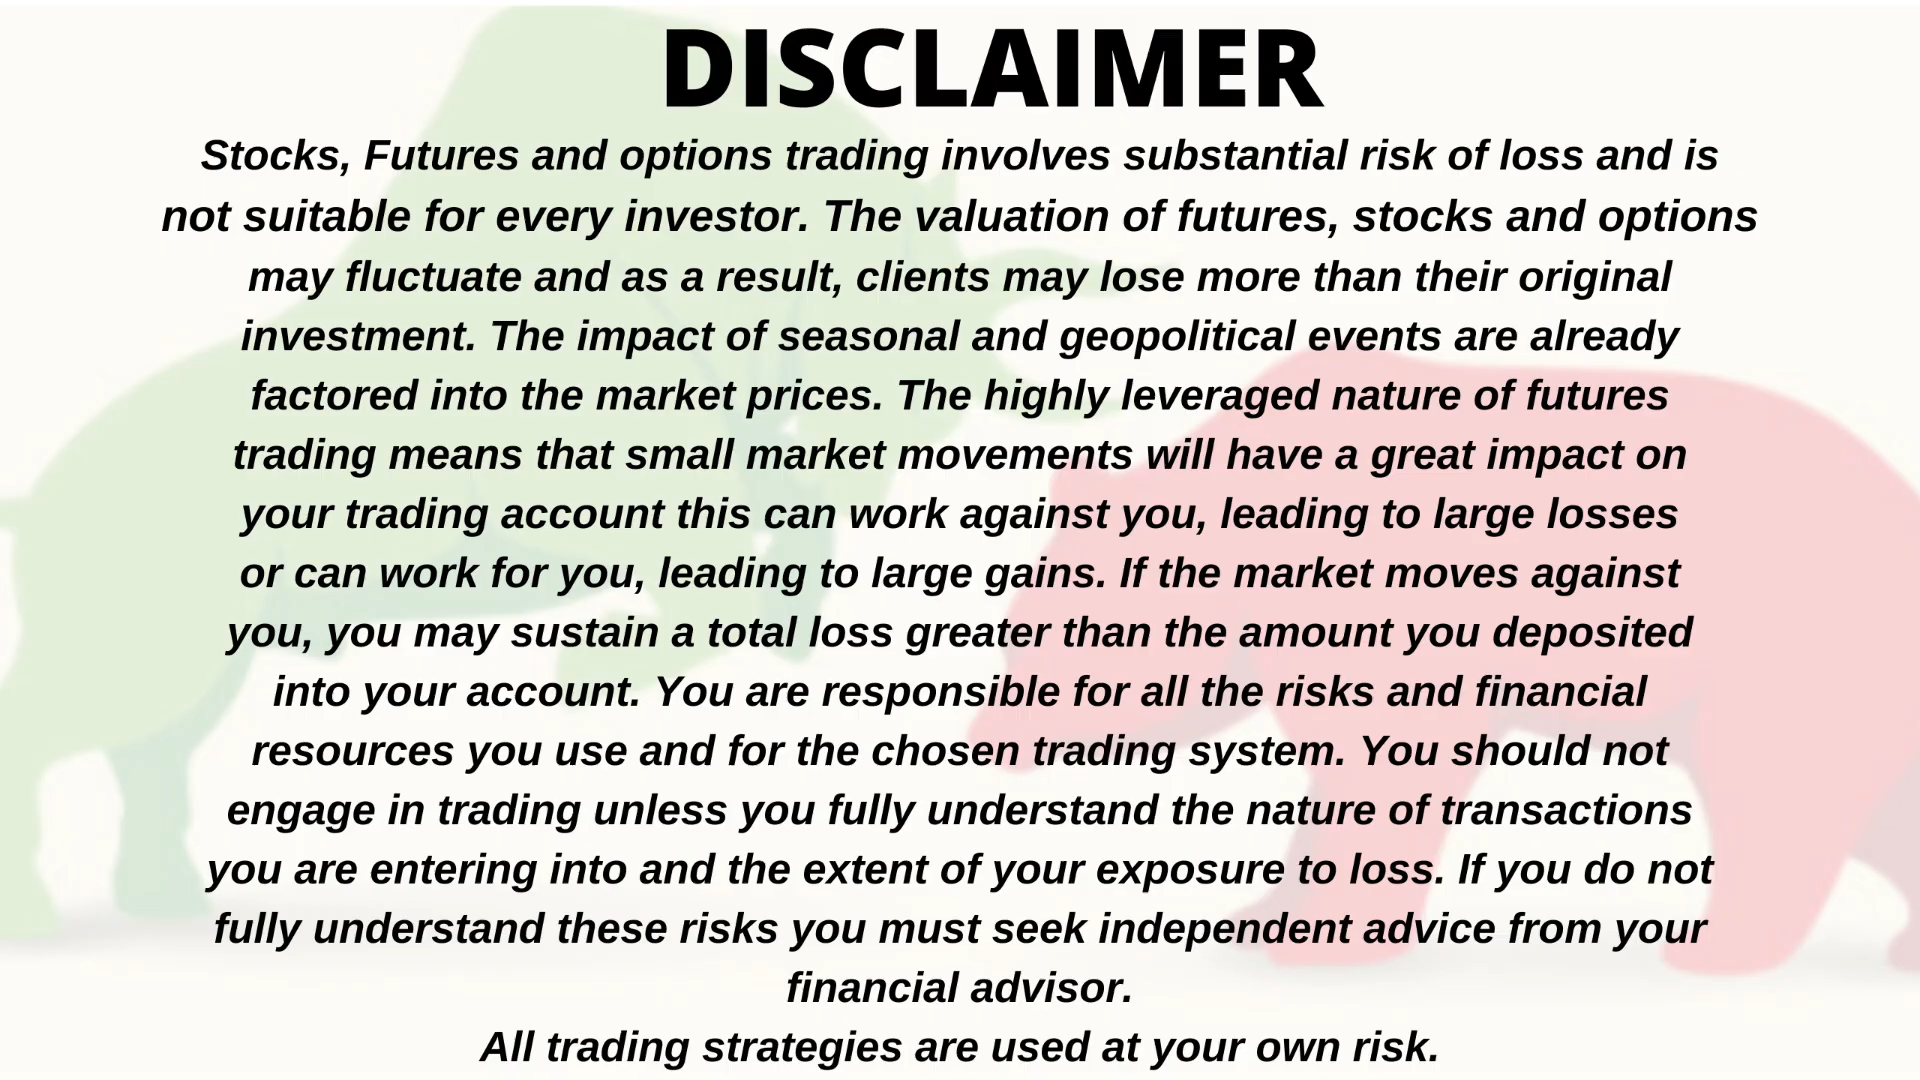 DISCLAIMER
Stocks, Futures and options trading involves substantial risk of loss and is
not suitable for every investor. The valuation of futures, stocks and options
may fluctuate and as a result, clients may lose more than their original
investment. The impact of seasonal and geopolitical events are already
factored into the market prices. The highly leveraged nature of futures
trading means that small market movements will have a great impact on
your trading account this can work against you, leading to large losses
or can work for you, leading to large gains. If the market moves against
you, you may sustain a total loss greater than the amount you deposited
into your account. You are responsible for all the risks and financial
resources you use and for the chosen trading system. You should not
engage in trading unless you fully understand the nature of transactions
you are entering into and the extent of your exposure to loss. If you do not
fully understand these risks you must seek independent advice from your
financial advisor.
All trading strategies are used at your own risk.